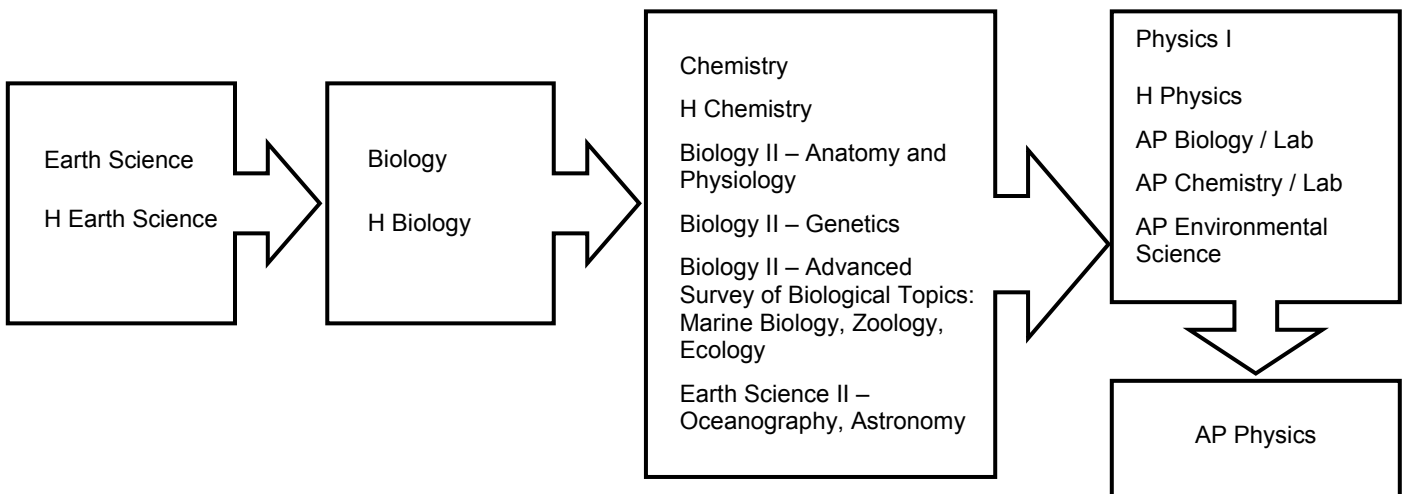 Earth Science
H Earth Science
Biology
H Biology
Chemistry
H Chemistry
Biology II – Anatomy and
Physiology
Biology II – Genetics
Biology II – Advanced
Survey of Biological Topics:
Marine Biology, Zoology,
Ecology
Earth Science II –
Oceanography, Astronomy
Physics I
H Physics
AP Biology / Lab
AP Chemistry / Lab
AP Environmental
Science
AP Physics